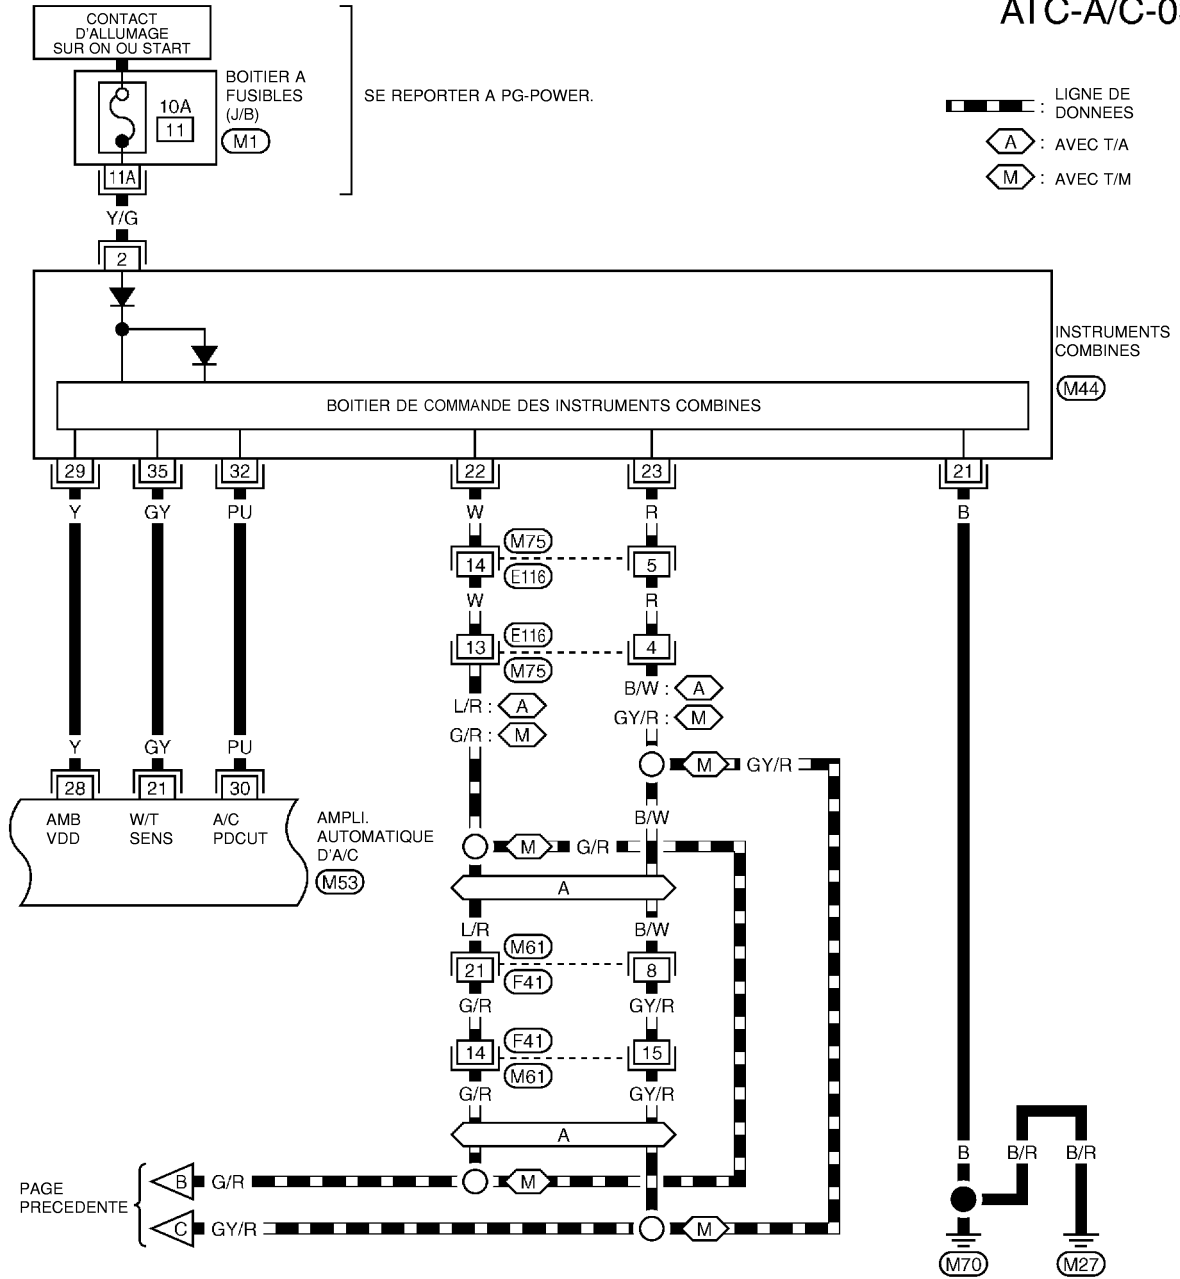 ATC-A/C-0
CONTACT
D'ALLUMAGE
SUR ON OU START
BOITIER A
FUSIBLES
(J/B)
M1
10A
11
SE REPORTER A PG-POWER.
: LIGNE DE
DONNEES
A : AVEC T/A
M : AVEC T/M
11A
Y/G
2
INSTRUMENTS
COMBINES
M44
BOITIER DE COMMANDE DES INSTRUMENTS COMBINES
29 35 32 22 23 21
Y GY PU W R B
M75
14 5
E116
W R
E116
13 4
M75
B/W : A
L/R : A
GY/R : M
G/R : M
Y GY PU
M GY/R
28 21 30
AMB
VDD
W/T
SENS
A/C
PDCUT
AMPLI.
AUTOMATIQUE
D'A/C
M53
B/W
M G/R
A
L/R B/W
M61
21 8
F41
G/R GY/R
F41
14 15
M61
G/R GY/R
A
B B/R B/R
PAGE
PRECEDENTE
B G/R M
C GY/R M
M70 M27